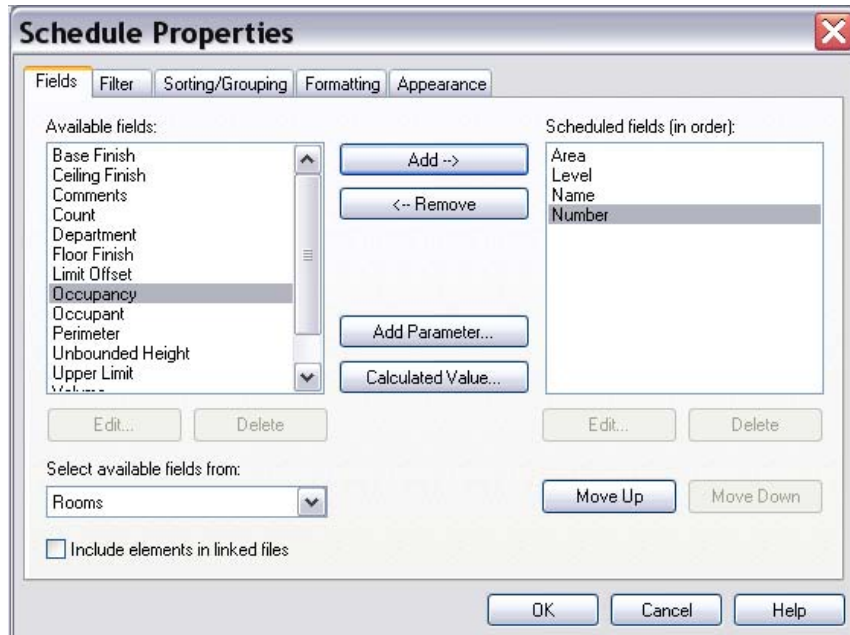 Schedule Properties
Fields Filter Sorting/Grouping Formatting Appearance
Available fields:
Base Finish
Ceiling Finish
Comments
Count
Department
Floor Finish
Limit Offset
Occupancy
Occupant
Perimeter
Unbounded Height
Upper Limit
Edit... Delete
Select available fields from:
Rooms
Include elements in linked files
Add -->
<-- Remove
Add Parameter...
Calculated Value...
Scheduled fields (in order):
Area
Level
Name
Number
Edit... Delete
Move Up Move Down
OK Cancel Help